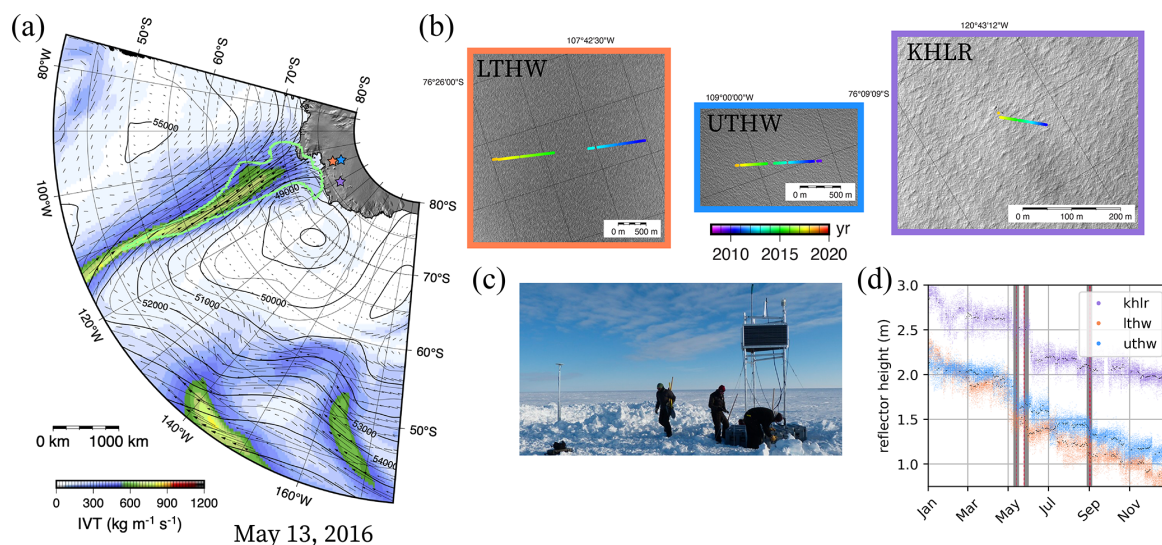 (a)
50°S
60°S
70°S
80°S
80°W
100°W
120°W
140°W
160°W
80°S
70°S
60°S
50°S
55000
49000
50000
51000
52000
53000
54000
0 km 1000 km
0 300 600 900 1200
IVT (kg m⁻¹ s⁻¹)
May 13, 2016
(b)
107°42'30"W
76°26'00"S
LTHW
0 m 500 m
109°00'00"W
76°09'09"S
UTHW
0 m 500 m
yr
2010 2015 2020
120°43'12"W
KHLR
0 m 100 m 200 m
(c)
(d)
reflector height (m)
3.0
2.5
2.0
1.5
1.0
khlr
lthw
uthw
Jan Mar May Jul Sep Nov